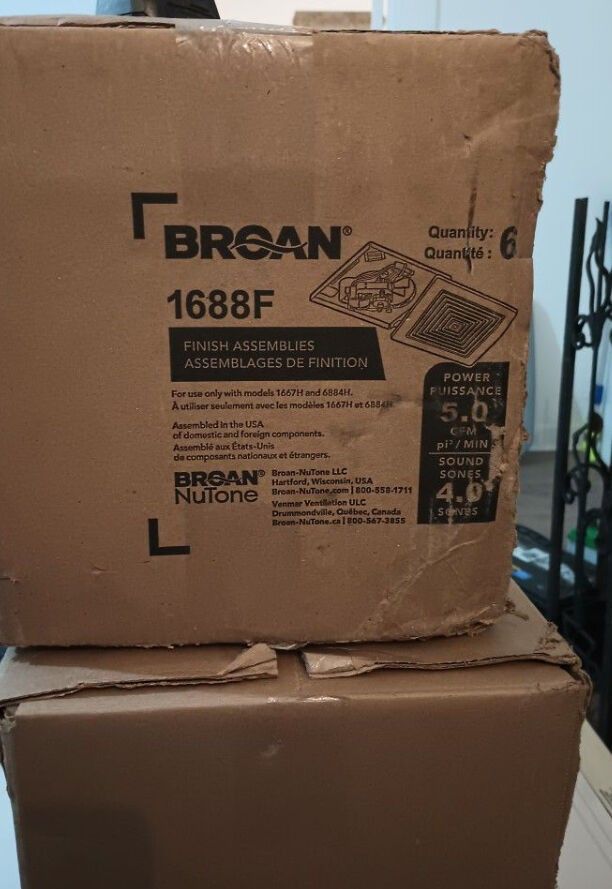 BROAN®
Quantity: 6
Quantité :
1688F
FINISH ASSEMBLIES
ASSEMBLAGES DE FINITION
For use only with models 1667H and 6884H.
À utiliser seulement avec les modèles 1667H et 6884H.
Assembled in the USA
of domestic and foreign components.
Assemblé aux États-Unis
de composants nationaux et étrangers.
POWER
PUISSANCE
5.0
CFM
pi³ / MIN
SOUND
SONES
4.0
SONES
BROAN®
NuTone
Broan-NuTone LLC
Hartford, Wisconsin, USA
Broan-NuTone.com | 800-558-1711
Venmar Ventilation ULC
Drummondville, Québec, Canada
Broan-NuTone.ca | 800-567-3855